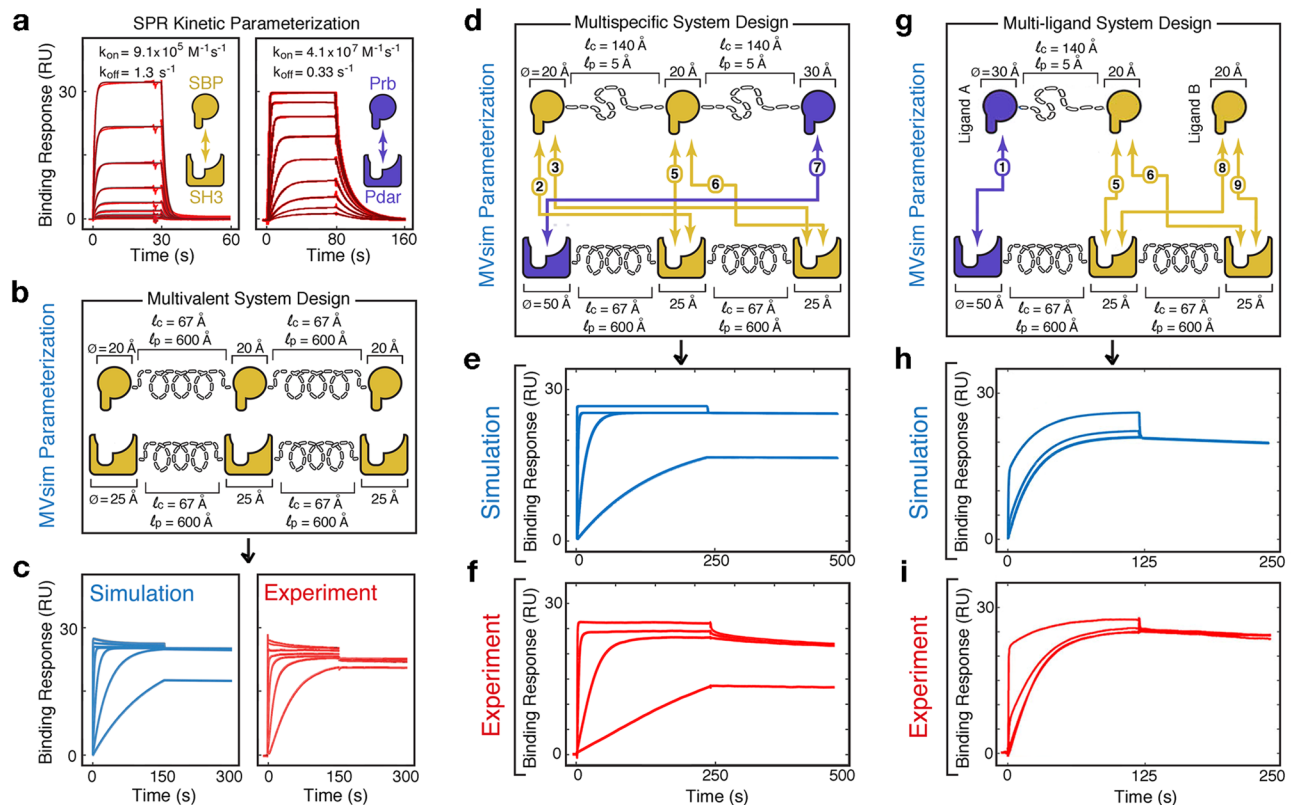 a
SPR Kinetic Parameterization
Binding Response (RU)
30
0
kon = 9.1x10⁵ M⁻¹s⁻¹
koff = 1.3 s⁻¹
SBP
SH3
0 30 60
Time (s)
kon = 4.1x10⁷ M⁻¹s⁻¹
koff = 0.33 s⁻¹
Prb
Pdar
0 80 160
Time (s)
b
MVsim Parameterization
Multivalent System Design
ℓc = 67 Å ℓc = 67 Å
ℓp = 600 Å ℓp = 600 Å
Ø = 20 Å 20 Å 20 Å
Ø = 25 Å 25 Å 25 Å
ℓc = 67 Å ℓc = 67 Å
ℓp = 600 Å ℓp = 600 Å
c
Binding Response (RU)
30
0
Simulation
0 150 300
Time (s)
Experiment
0 150 300
Time (s)
d
MVsim Parameterization
Multispecific System Design
ℓc = 140 Å ℓc = 140 Å
ℓp = 5 Å ℓp = 5 Å
Ø = 20 Å 20 Å 30 Å
2 3 5 6 7
Ø = 50 Å 25 Å 25 Å
ℓc = 67 Å ℓc = 67 Å
ℓp = 600 Å ℓp = 600 Å
e
Simulation
Binding Response (RU)
30
0
0 250 500
f
Experiment
Binding Response (RU)
30
0
0 250 500
Time (s)
g
MVsim Parameterization
Multi-ligand System Design
ℓc = 140 Å
ℓp = 5 Å
Ø = 30 Å 20 Å 20 Å
Ligand A
Ligand B
1 5 6 8 9
Ø = 50 Å 25 Å 25 Å
ℓc = 67 Å ℓc = 67 Å
ℓp = 600 Å ℓp = 600 Å
h
Simulation
Binding Response (RU)
30
0
0 125 250
i
Experiment
Binding Response (RU)
30
0
0 125 250
Time (s)